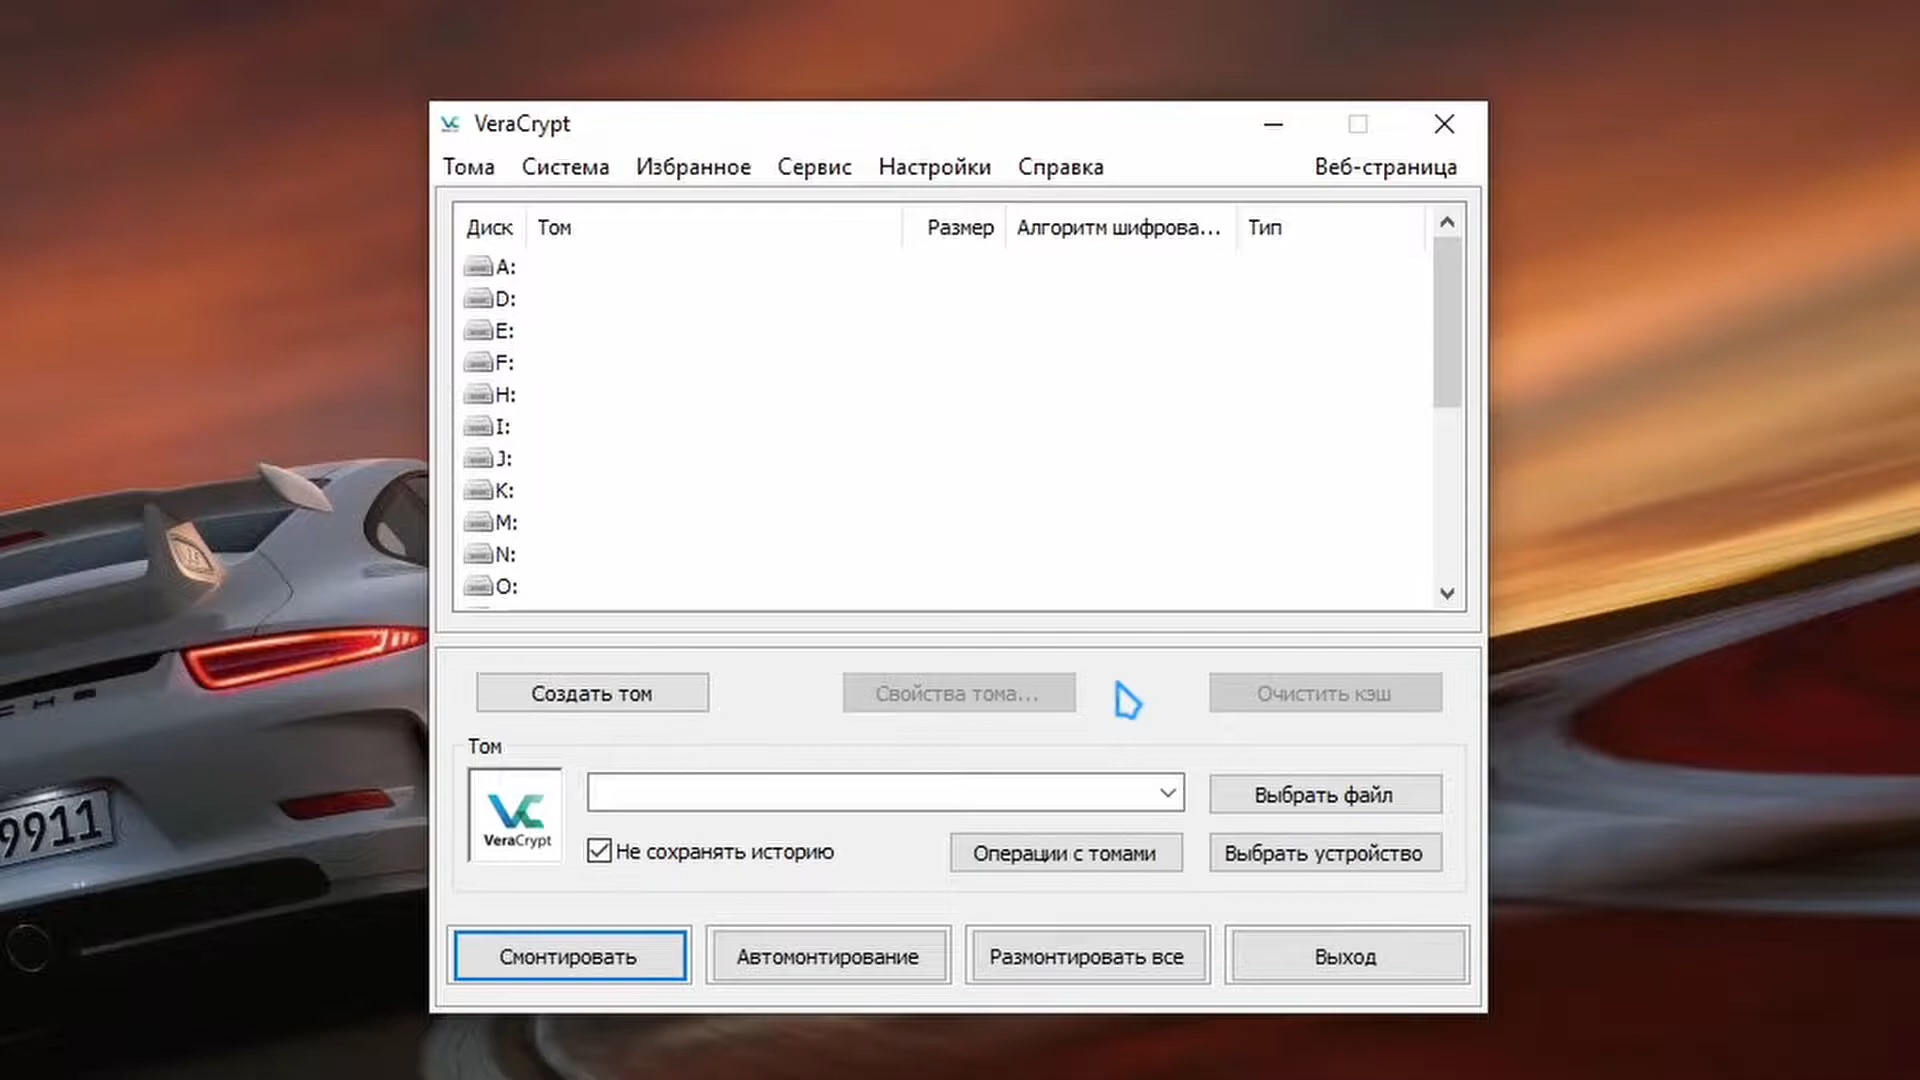 VeraCrypt
Тома Система Избранное Сервис Настройки Справка Веб-страница
Диск Том Размер Алгоритм шифрова... Тип
A:
D:
E:
F:
H:
I:
J:
K:
M:
N:
O:
Создать том Свойства тома... Очистить кэш
Том
VeraCrypt
Выбрать файл
Не сохранять историю Операции с томами Выбрать устройство
Смонтировать Автомонтирование Размонтировать все Выход
9911